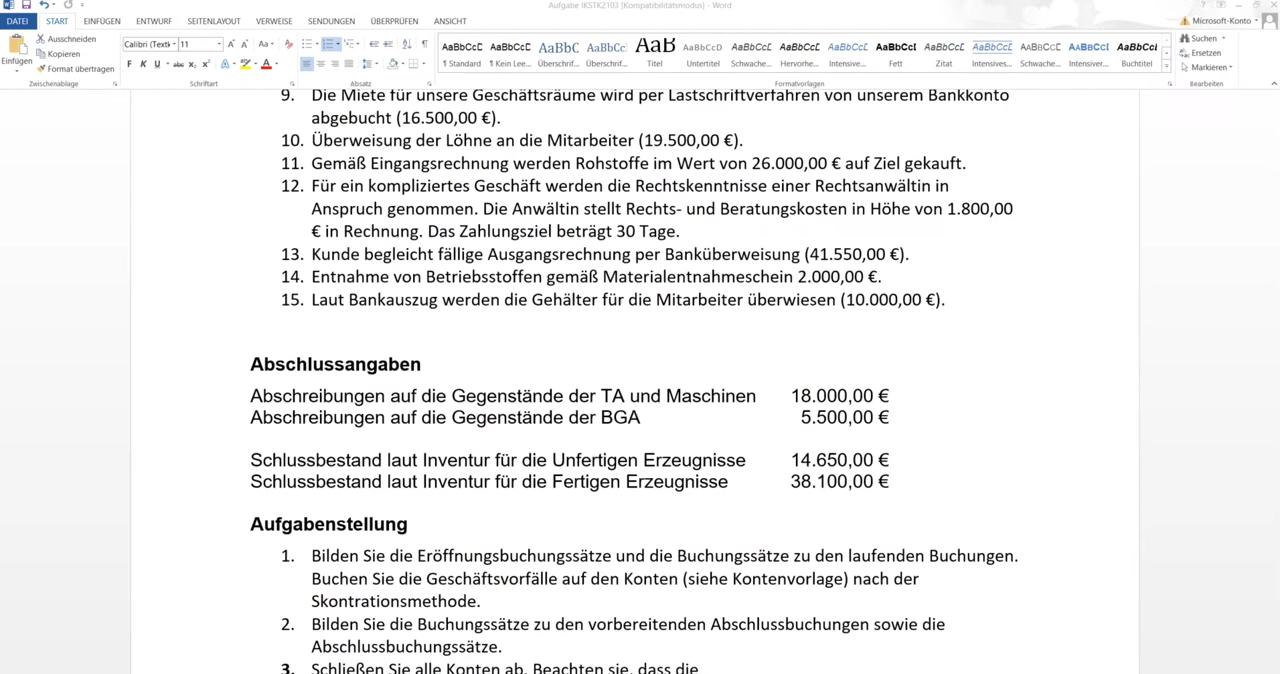 Aufgabe IKSTK2103 [Kompatibilitätsmodus] - Word
DATEI START EINFÜGEN ENTWURF SEITENLAYOUT VERWEISE SENDUNGEN ÜBERPRÜFEN ANSICHT Microsoft-Konto
Einfügen
Ausschneiden
Kopieren
Format übertragen
Zwischenablage
Calibri (Textk 11
F K U abc x₂ x²
Schriftart
Absatz
AaBbCcD AaBbCcD AaBbC AaBbCc AaB AaBbCcD AaBbCcD AaBbCcD AaBbCcD AaBbCcI AaBbCcD AaBbCcD AaBbCcD AaBbCcI AaBbCcI
¶ Standard ¶ Kein Lee... Überschrif... Überschrif... Titel Untertitel Schwache... Hervorhe... Intensive... Fett Zitat Intensives... Schwache... Intensiver... Buchtitel
Formatvorlagen
Suchen
Ersetzen
Markieren
Bearbeiten
9. Die Miete für unsere Geschäftsräume wird per Lastschriftverfahren von unserem Bankkonto
abgebucht (16.500,00 €).
10. Überweisung der Löhne an die Mitarbeiter (19.500,00 €).
11. Gemäß Eingangsrechnung werden Rohstoffe im Wert von 26.000,00 € auf Ziel gekauft.
12. Für ein kompliziertes Geschäft werden die Rechtskenntnisse einer Rechtsanwältin in
Anspruch genommen. Die Anwältin stellt Rechts- und Beratungskosten in Höhe von 1.800,00
€ in Rechnung. Das Zahlungsziel beträgt 30 Tage.
13. Kunde begleicht fällige Ausgangsrechnung per Banküberweisung (41.550,00 €).
14. Entnahme von Betriebsstoffen gemäß Materialentnahmeschein 2.000,00 €.
15. Laut Bankauszug werden die Gehälter für die Mitarbeiter überwiesen (10.000,00 €).
Abschlussangaben
Abschreibungen auf die Gegenstände der TA und Maschinen 18.000,00 €
Abschreibungen auf die Gegenstände der BGA 5.500,00 €
Schlussbestand laut Inventur für die Unfertigen Erzeugnisse 14.650,00 €
Schlussbestand laut Inventur für die Fertigen Erzeugnisse 38.100,00 €
Aufgabenstellung
1. Bilden Sie die Eröffnungsbuchungssätze und die Buchungssätze zu den laufenden Buchungen.
Buchen Sie die Geschäftsvorfälle auf den Konten (siehe Kontenvorlage) nach der
Skontrationsmethode.
2. Bilden Sie die Buchungssätze zu den vorbereitenden Abschlussbuchungen sowie die
Abschlussbuchungssätze.
3. Schließen Sie alle Konten ab. Beachten sie, dass die